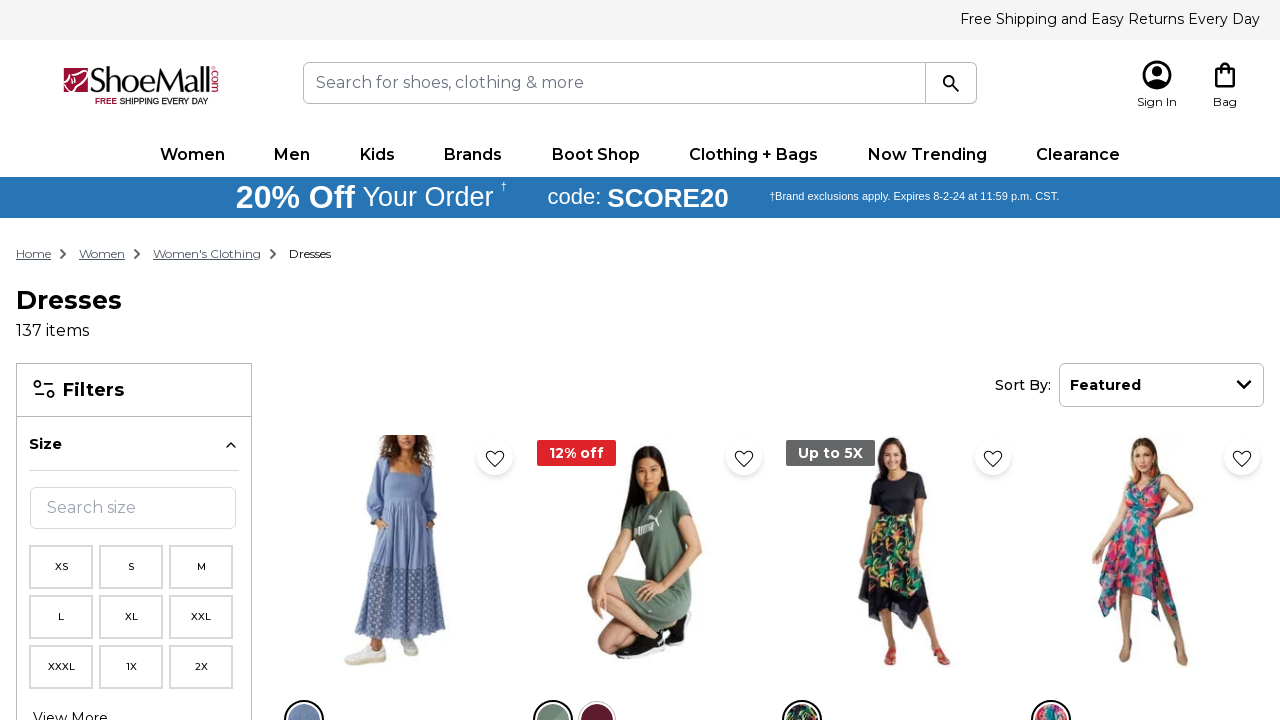 Free Shipping and Easy Returns Every Day
ShoeMall.com®
FREE SHIPPING EVERY DAY
Search for shoes, clothing & more
Sign In
Bag
Women
Men
Kids
Brands
Boot Shop
Clothing + Bags
Now Trending
Clearance
20% Off Your Order †
code: SCORE20
†Brand exclusions apply. Expires 8-2-24 at 11:59 p.m. CST.
Home
Women
Women's Clothing
Dresses
Dresses
137 items
Filters
Sort By:
Featured
Size
Search size
XS
S
M
L
XL
XXL
XXXL
1X
2X
View More
12% off
Up to 5X
PUMA